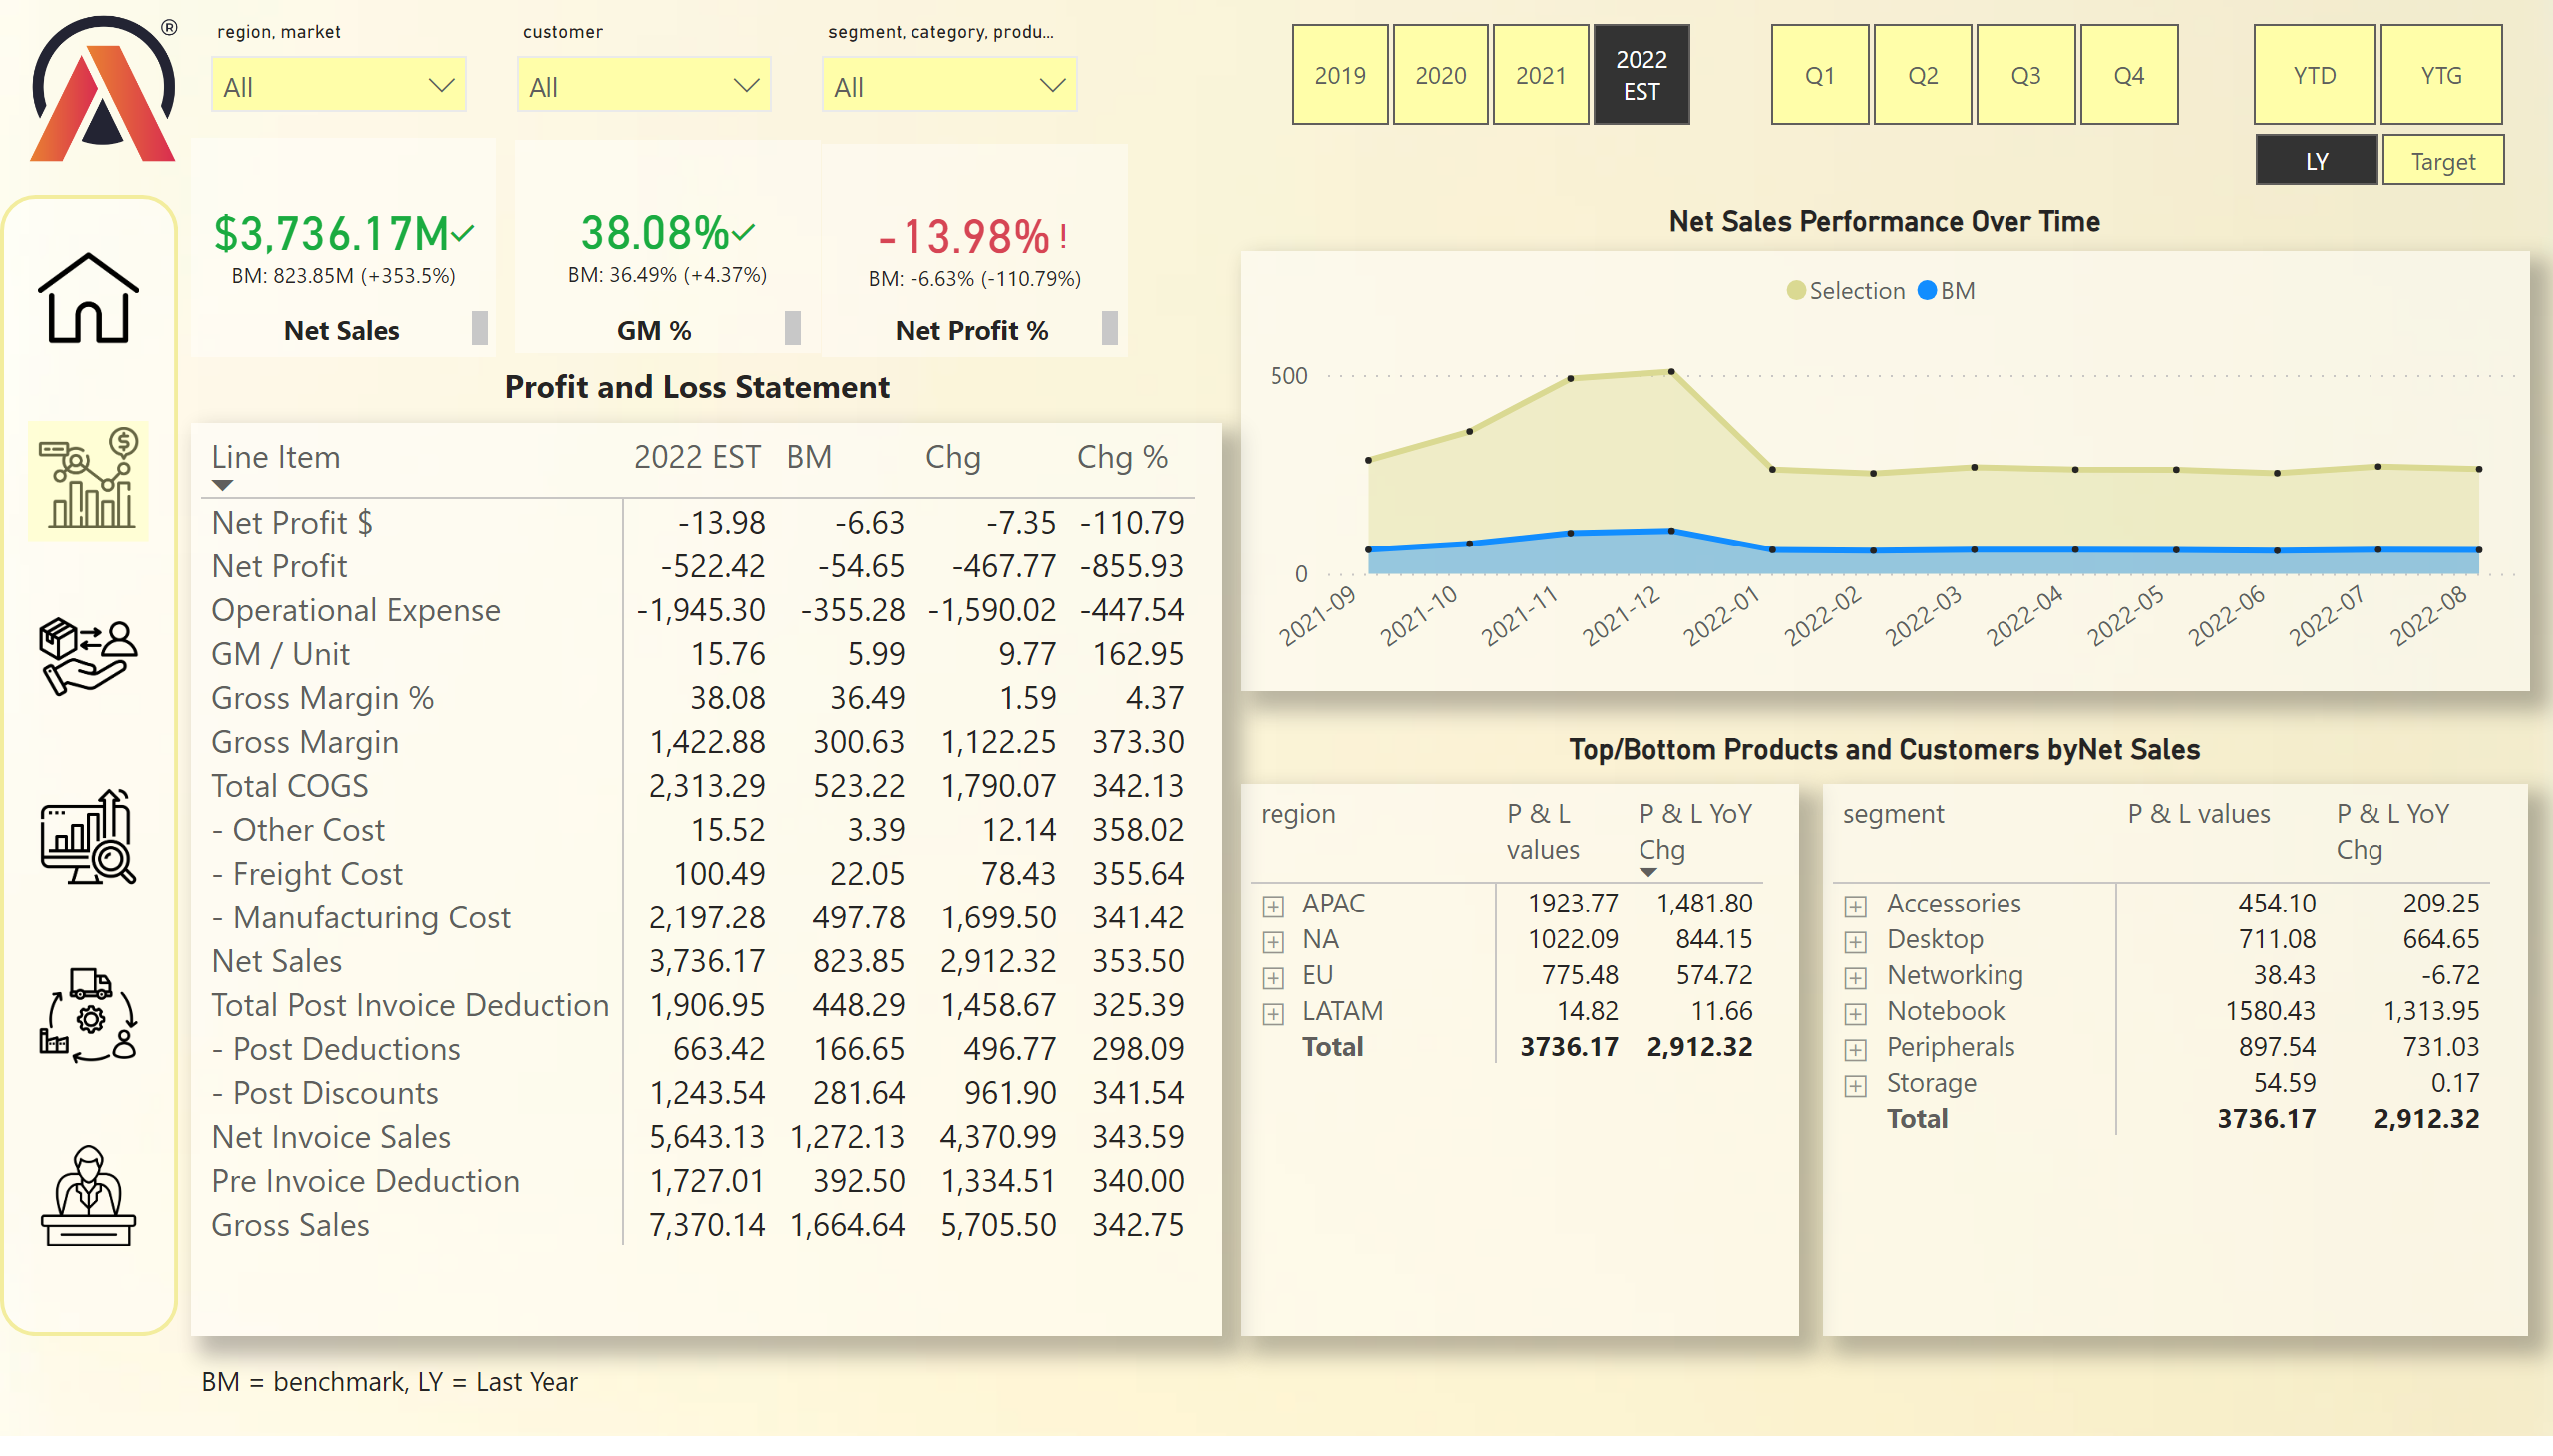 ®
region, market
customer
segment, category, produ...
All
All
All
2019
2020
2021
2022
EST
Q1
Q2
Q3
Q4
YTD
YTG
LY
Target
$3,736.17M
BM: 823.85M (+353.5%)
Net Sales
38.08%
BM: 36.49% (+4.37%)
GM %
-13.98% !
BM: -6.63% (-110.79%)
Net Profit %
Profit and Loss Statement
Line Item 2022 EST BM Chg Chg %
Net Profit $ -13.98 -6.63 -7.35 -110.79
Net Profit -522.42 -54.65 -467.77 -855.93
Operational Expense -1,945.30 -355.28 -1,590.02 -447.54
GM / Unit 15.76 5.99 9.77 162.95
Gross Margin % 38.08 36.49 1.59 4.37
Gross Margin 1,422.88 300.63 1,122.25 373.30
Total COGS 2,313.29 523.22 1,790.07 342.13
- Other Cost 15.52 3.39 12.14 358.02
- Freight Cost 100.49 22.05 78.43 355.64
- Manufacturing Cost 2,197.28 497.78 1,699.50 341.42
Net Sales 3,736.17 823.85 2,912.32 353.50
Total Post Invoice Deduction 1,906.95 448.29 1,458.67 325.39
- Post Deductions 663.42 166.65 496.77 298.09
- Post Discounts 1,243.54 281.64 961.90 341.54
Net Invoice Sales 5,643.13 1,272.13 4,370.99 343.59
Pre Invoice Deduction 1,727.01 392.50 1,334.51 340.00
Gross Sales 7,370.14 1,664.64 5,705.50 342.75
BM = benchmark, LY = Last Year
Net Sales Performance Over Time
Selection BM
500
0
2021-09 2021-10 2021-11 2021-12 2022-01 2022-02 2022-03 2022-04 2022-05 2022-06 2022-07 2022-08
Top/Bottom Products and Customers byNet Sales
region P & L values P & L YoY Chg
APAC 1923.77 1,481.80
NA 1022.09 844.15
EU 775.48 574.72
LATAM 14.82 11.66
Total 3736.17 2,912.32
segment P & L values P & L YoY Chg
Accessories 454.10 209.25
Desktop 711.08 664.65
Networking 38.43 -6.72
Notebook 1580.43 1,313.95
Peripherals 897.54 731.03
Storage 54.59 0.17
Total 3736.17 2,912.32